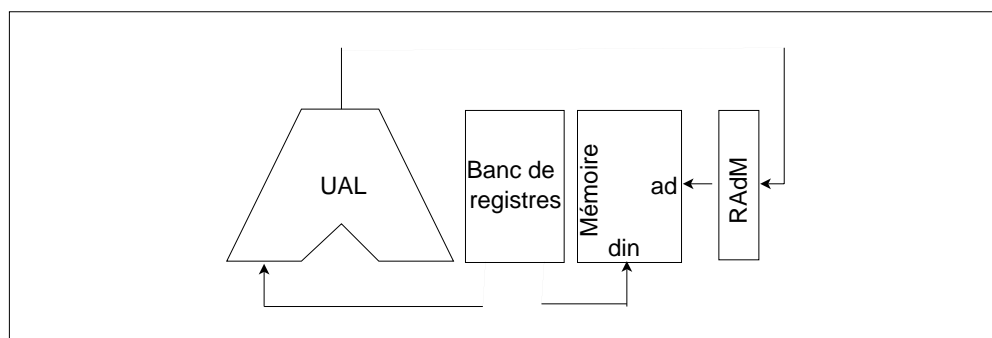 UAL
Banc de
registres
Mémoire
ad
din
RAdM